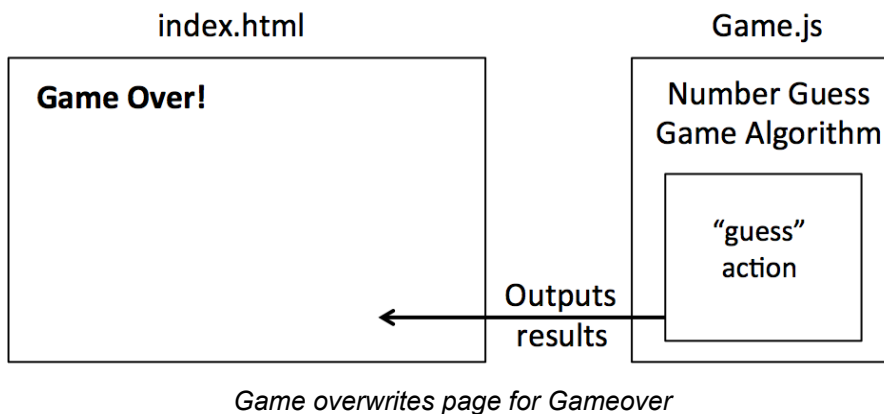 index.html
Game.js
Game Over!
Number Guess
Game Algorithm
“guess”
action
Outputs
results
Game overwrites page for Gameover